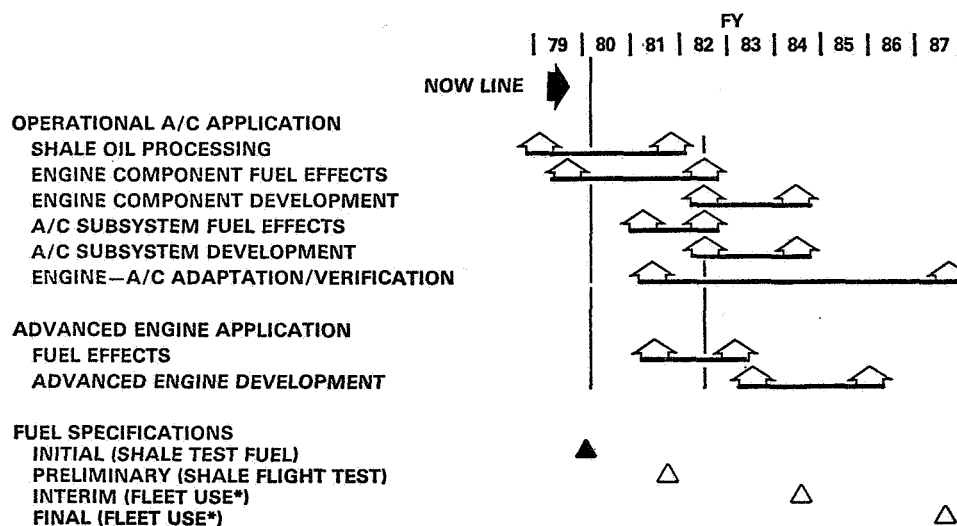 FY
| 79 | 80 | 81 | 82 | 83 | 84 | 85 | 86 | 87
NOW LINE
OPERATIONAL A/C APPLICATION
SHALE OIL PROCESSING
ENGINE COMPONENT FUEL EFFECTS
ENGINE COMPONENT DEVELOPMENT
A/C SUBSYSTEM FUEL EFFECTS
A/C SUBSYSTEM DEVELOPMENT
ENGINE—A/C ADAPTATION/VERIFICATION
ADVANCED ENGINE APPLICATION
FUEL EFFECTS
ADVANCED ENGINE DEVELOPMENT
FUEL SPECIFICATIONS
INITIAL (SHALE TEST FUEL)
PRELIMINARY (SHALE FLIGHT TEST)
INTERIM (FLEET USE*)
FINAL (FLEET USE*)